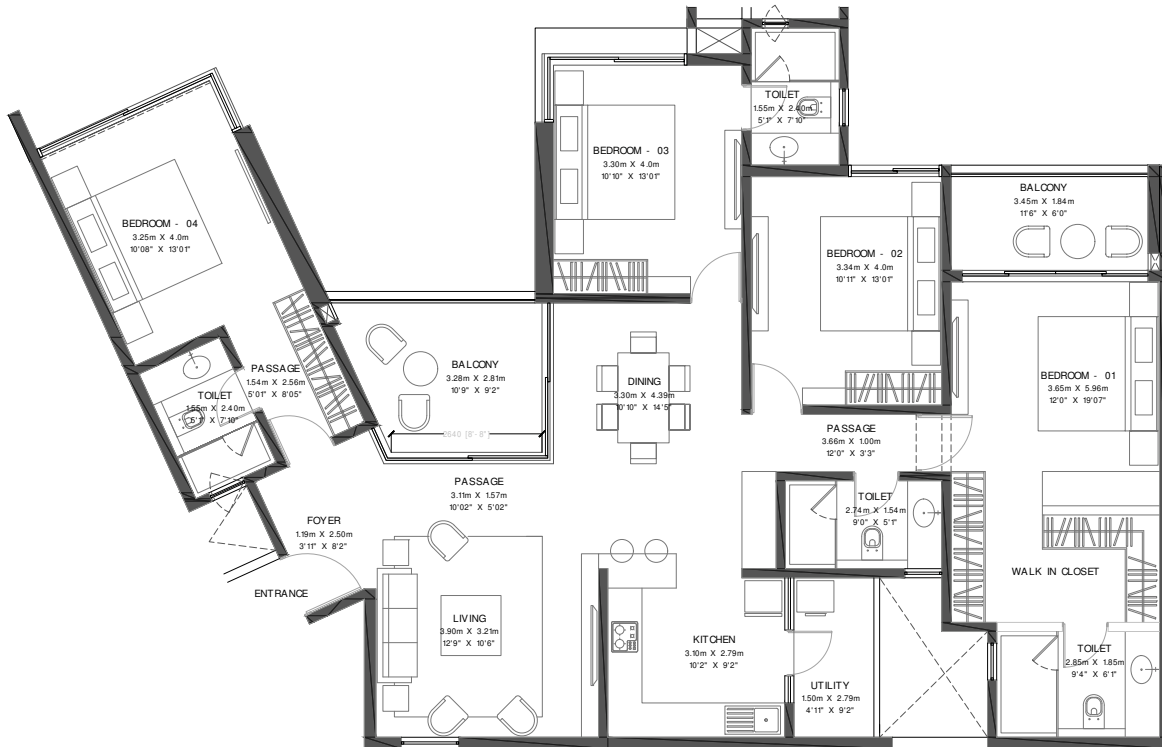 TOILET
1.55m X 2.40m
5'1" X 7'10"
BEDROOM - 03
3.30m X 4.0m
10'10" X 13'01"
BALCONY
3.45m X 1.84m
11'6" X 6'0"
BEDROOM - 04
3.25m X 4.0m
10'08" X 13'01"
BEDROOM - 02
3.34m X 4.0m
10'11" X 13'01"
PASSAGE
1.54m X 2.56m
5'01" X 8'05"
BALCONY
3.28m X 2.81m
10'9" X 9'2"
DINING
3.30m X 4.39m
10'10" X 14'5"
BEDROOM - 01
3.65m X 5.96m
12'0" X 19'07"
TOILET
1.55m X 2.40m
5'1" X 7'10"
2640 [8'-8"]
PASSAGE
3.66m X 1.00m
12'0" X 3'3"
PASSAGE
3.11m X 1.57m
10'02" X 5'02"
TOILET
2.74m X 1.54m
9'0" X 5'1"
FOYER
1.19m X 2.50m
3'11" X 8'2"
WALK IN CLOSET
ENTRANCE
LIVING
3.90m X 3.21m
12'9" X 10'6"
KITCHEN
3.10m X 2.79m
10'2" X 9'2"
TOILET
2.85m X 1.85m
9'4" X 6'1"
UTILITY
1.50m X 2.79m
4'11" X 9'2"